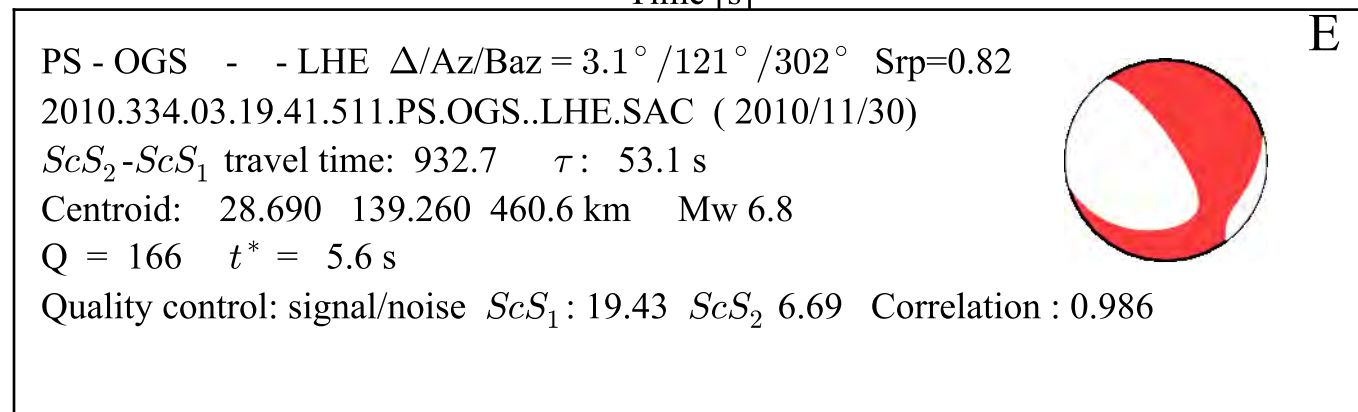 Time [s]
E
PS - OGS - - LHE Δ/Az/Baz = 3.1° /121° /302° Srp=0.82
2010.334.03.19.41.511.PS.OGS..LHE.SAC ( 2010/11/30)
ScS₂-ScS₁ travel time: 932.7 τ : 53.1 s
Centroid: 28.690 139.260 460.6 km Mw 6.8
Q = 166 t* = 5.6 s
Quality control: signal/noise ScS₁ : 19.43 ScS₂ 6.69 Correlation : 0.986